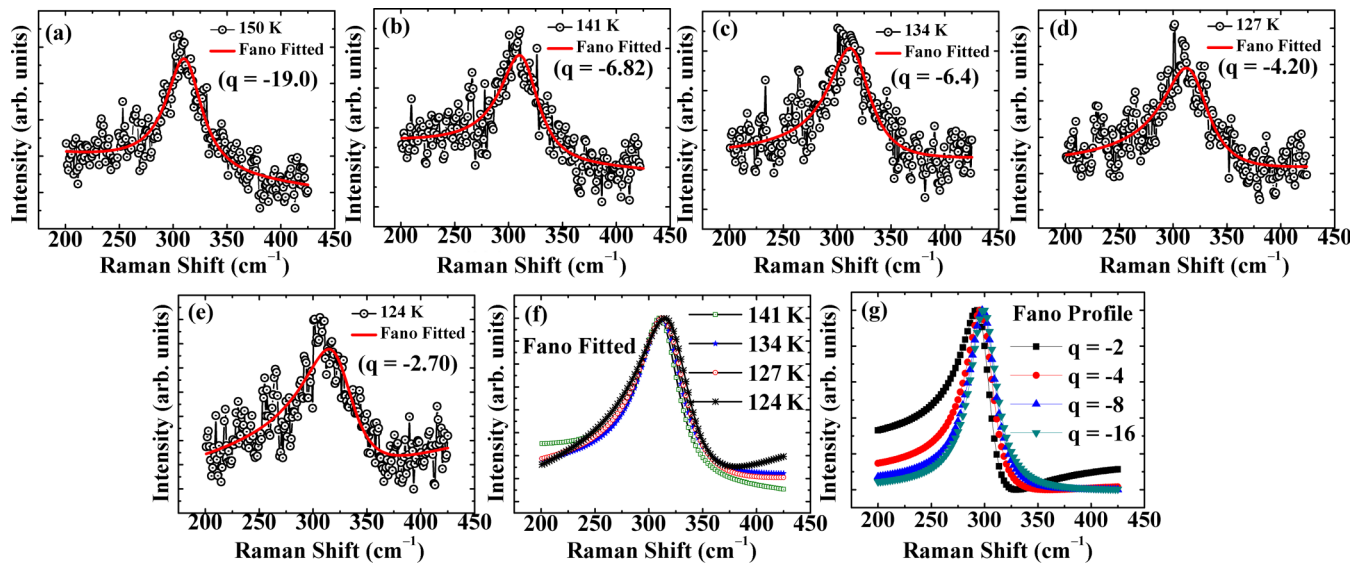 (a)
150 K
Fano Fitted
(q = -19.0)
Intensity (arb. units)
200 250 300 350 400 450
Raman Shift (cm⁻¹)
(b)
141 K
Fano Fitted
(q = -6.82)
Intensity (arb. units)
200 250 300 350 400 450
Raman Shift (cm⁻¹)
(c)
134 K
Fano Fitted
(q = -6.4)
Intensity (arb. units)
200 250 300 350 400 450
Raman Shift (cm⁻¹)
(d)
127 K
Fano Fitted
(q = -4.20)
Intensity (arb. units)
200 250 300 350 400 450
Raman Shift (cm⁻¹)
(e)
124 K
Fano Fitted
(q = -2.70)
Intensity (arb. units)
200 250 300 350 400 450
Raman Shift (cm⁻¹)
(f)
Fano Fitted
141 K
134 K
127 K
124 K
Intensity (arb. units)
200 250 300 350 400 450
Raman Shift (cm⁻¹)
(g)
Fano Profile
q = -2
q = -4
q = -8
q = -16
Intensity (arb. units)
200 250 300 350 400 450
Raman Shift (cm⁻¹)